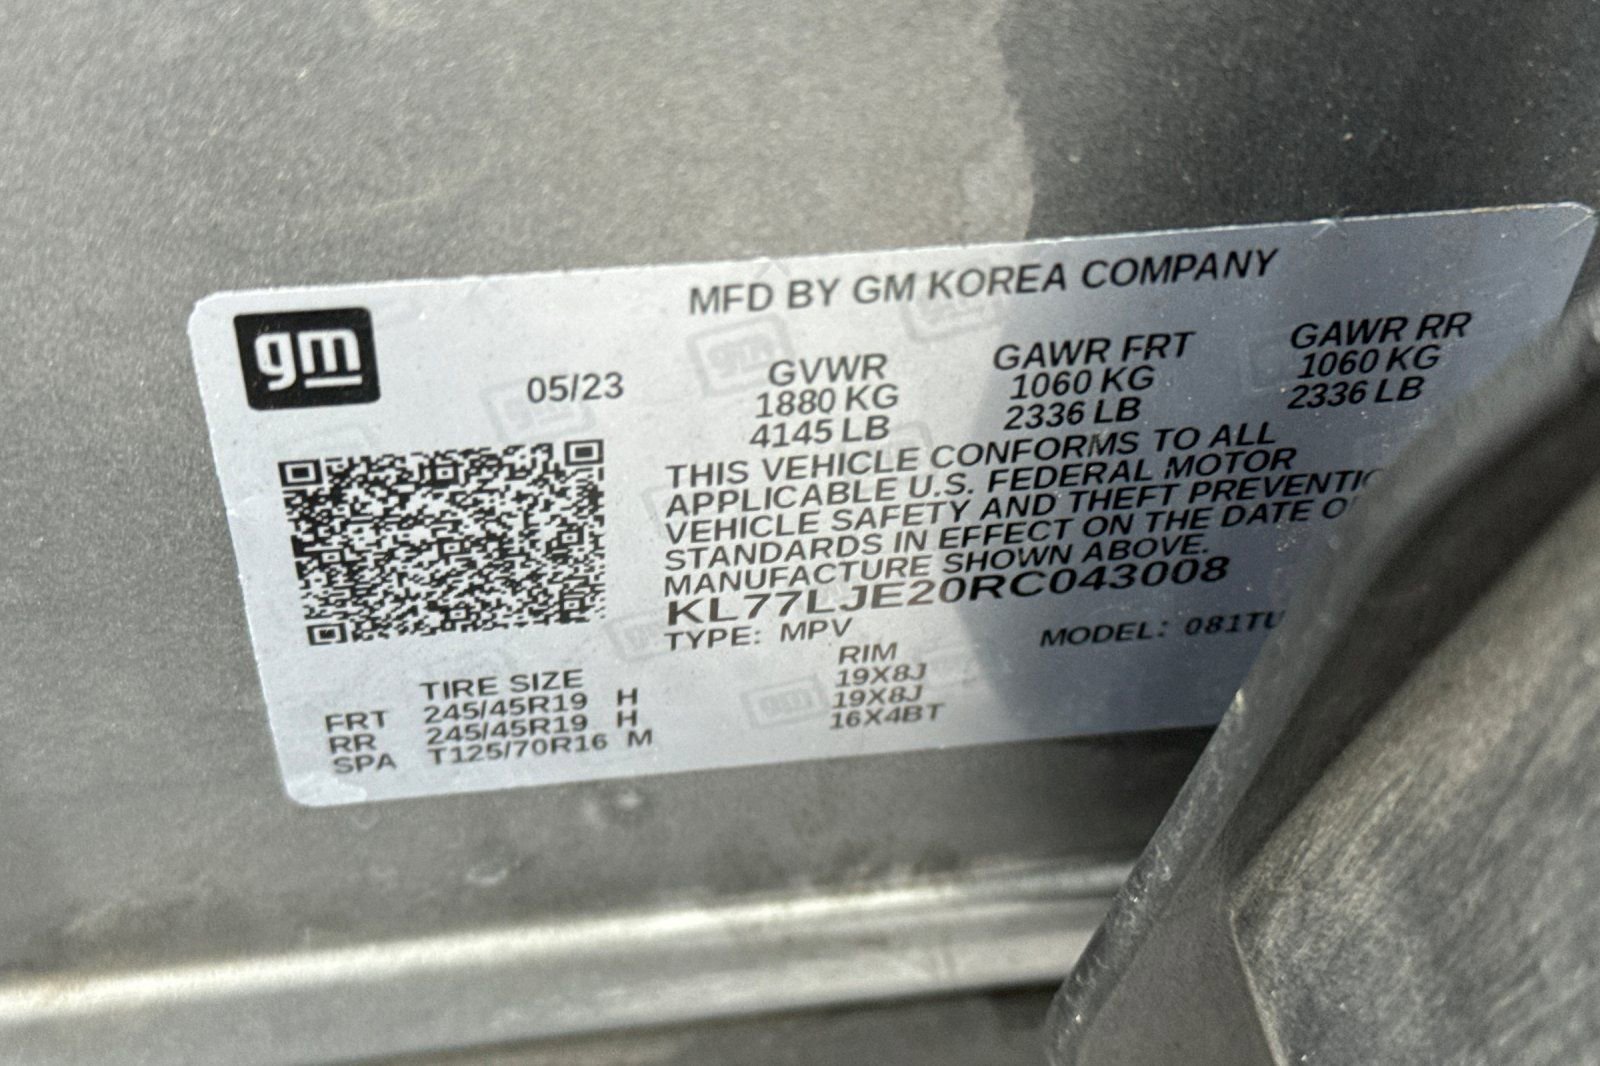 MFD BY GM KOREA COMPANY
gm
05/23
GVWR GAWR FRT GAWR RR
1880 KG 1060 KG 1060 KG
4145 LB 2336 LB 2336 LB
THIS VEHICLE CONFORMS TO ALL
APPLICABLE U.S. FEDERAL MOTOR
VEHICLE SAFETY AND THEFT PREVENTIO
STANDARDS IN EFFECT ON THE DATE O
MANUFACTURE SHOWN ABOVE.
KL77LJE20RC043008
TYPE: MPV MODEL: 081TU
TIRE SIZE RIM
FRT 245/45R19 H 19X8J
RR 245/45R19 H 19X8J
SPA T125/70R16 M 16X4BT